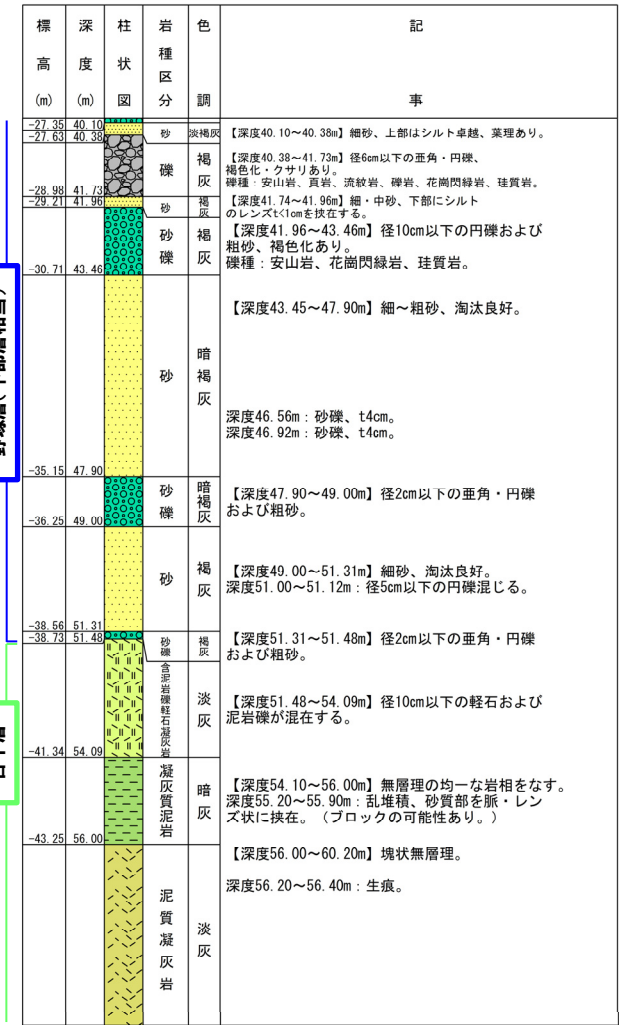 標高(m)
深度(m)
柱状図
岩種区分
色調
記事
-27.35 40.10
-27.63 40.38 砂 淡褐灰 【深度40.10～40.38m】細砂、上部はシルト卓越、葉理あり。
礫 褐灰 【深度40.38～41.73m】径6cm以下の亜角・円礫、
褐色化・クサリあり。
礫種：安山岩、頁岩、流紋岩、礫岩、花崗閃緑岩、珪質岩。
-28.98 41.73
-29.21 41.96 砂 褐灰 【深度41.74～41.96m】細・中砂、下部にシルト
のレンズt<1cmを挟在する。
砂礫 褐灰 【深度41.96～43.46m】径10cm以下の円礫および
粗砂、褐色化あり。
礫種：安山岩、花崗閃緑岩、珪質岩。
-30.71 43.46
【深度43.45～47.90m】細～粗砂、淘汰良好。
砂 暗褐灰
深度46.56m：砂礫、t4cm。
深度46.92m：砂礫、t4cm。
-35.15 47.90
砂礫 暗褐灰 【深度47.90～49.00m】径2cm以下の亜角・円礫
および粗砂。
-36.25 49.00
砂 褐灰 【深度49.00～51.31m】細砂、淘汰良好。
深度51.00～51.12m：径5cm以下の円礫混じる。
-38.56 51.31
-38.73 51.48 砂礫 褐灰 【深度51.31～51.48m】径2cm以下の亜角・円礫
および粗砂。
含泥岩礫軽石凝灰岩 淡灰 【深度51.48～54.09m】径10cm以下の軽石および
泥岩礫が混在する。
-41.34 54.09
凝灰質泥岩 暗灰 【深度54.10～56.00m】無層理の均一な岩相をなす。
深度55.20～55.90m：乱堆積、砂質部を脈・レン
ズ状に挟在。（ブロックの可能性あり。）
-43.25 56.00
【深度56.00～60.20m】塊状無層理。
深度56.20～56.40m：生痕。
泥質凝灰岩 淡灰